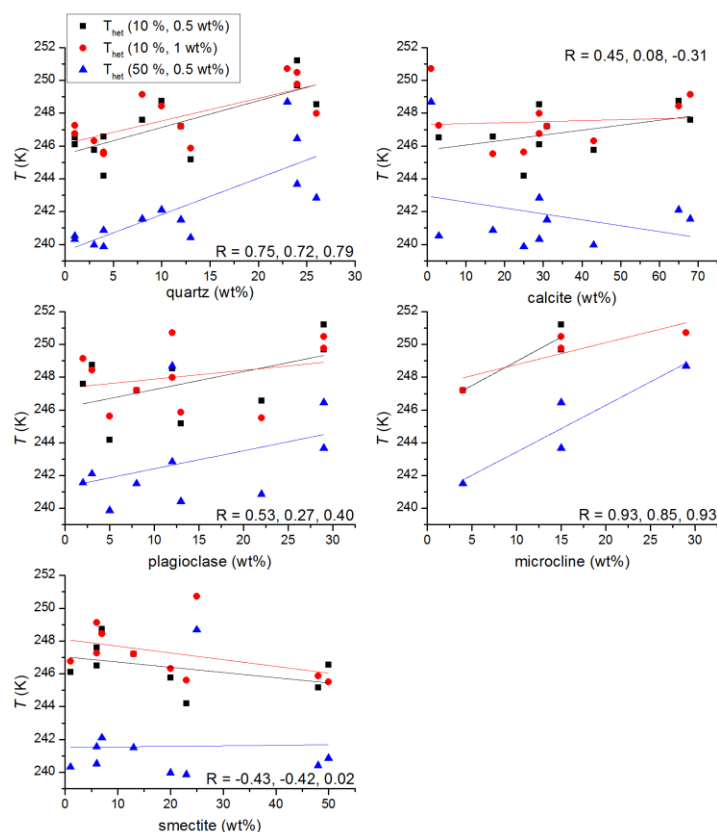 T_het (10 %, 0.5 wt%)
T_het (10%, 1 wt%)
T_het (50 %, 0.5 wt%)
252
250
248
246
244
242
240
T (K)
R = 0.75, 0.72, 0.79
0 5 10 15 20 25
quartz (wt%)
R = 0.45, 0.08, -0.31
252
250
248
246
244
242
240
T (K)
0 10 20 30 40 50 60 70
calcite (wt%)
252
250
248
246
244
242
240
T (K)
R = 0.53, 0.27, 0.40
0 5 10 15 20 25 30
plagioclase (wt%)
252
250
248
246
244
242
240
T (K)
R = 0.93, 0.85, 0.93
0 5 10 15 20 25 30
microcline (wt%)
252
250
248
246
244
242
240
T (K)
R = -0.43, -0.42, 0.02
0 10 20 30 40 50
smectite (wt%)